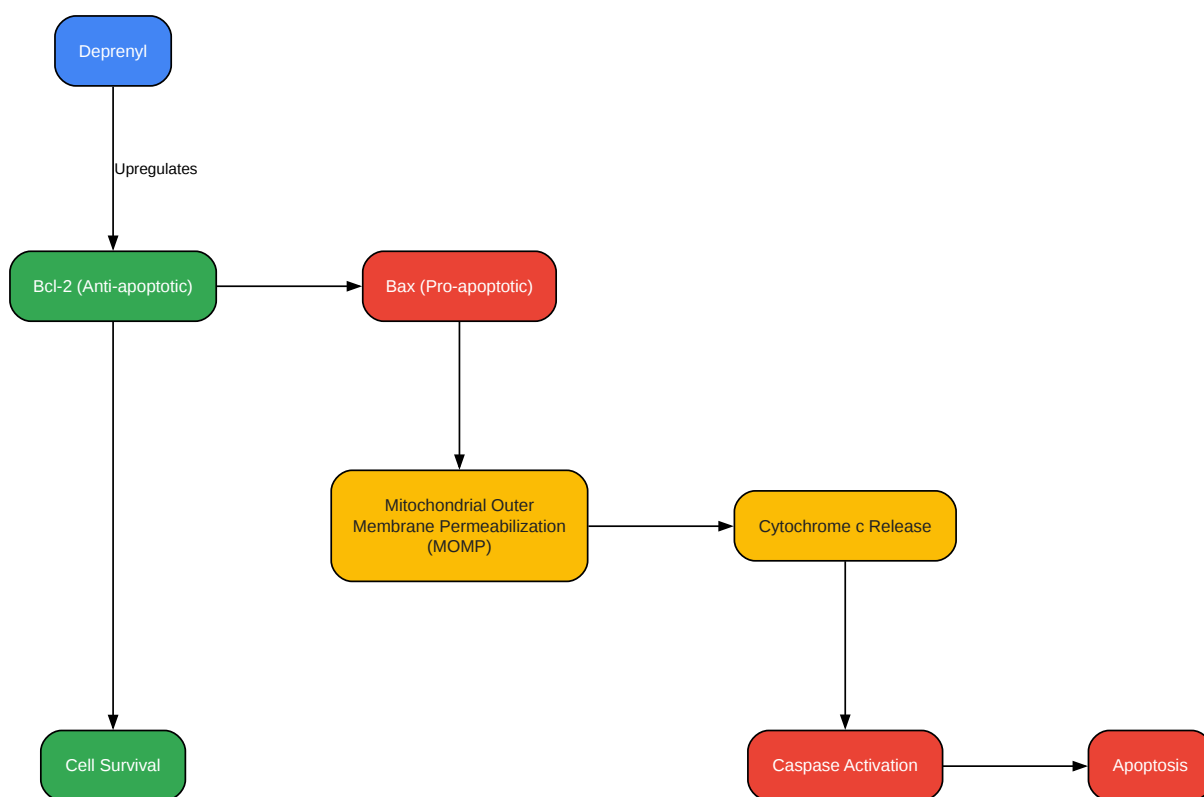 Deprenyl
Upregulates
Bcl-2 (Anti-apoptotic)
Bax (Pro-apoptotic)
Mitochondrial Outer
Membrane Permeabilization
(MOMP)
Cytochrome c Release
Cell Survival
Caspase Activation
Apoptosis